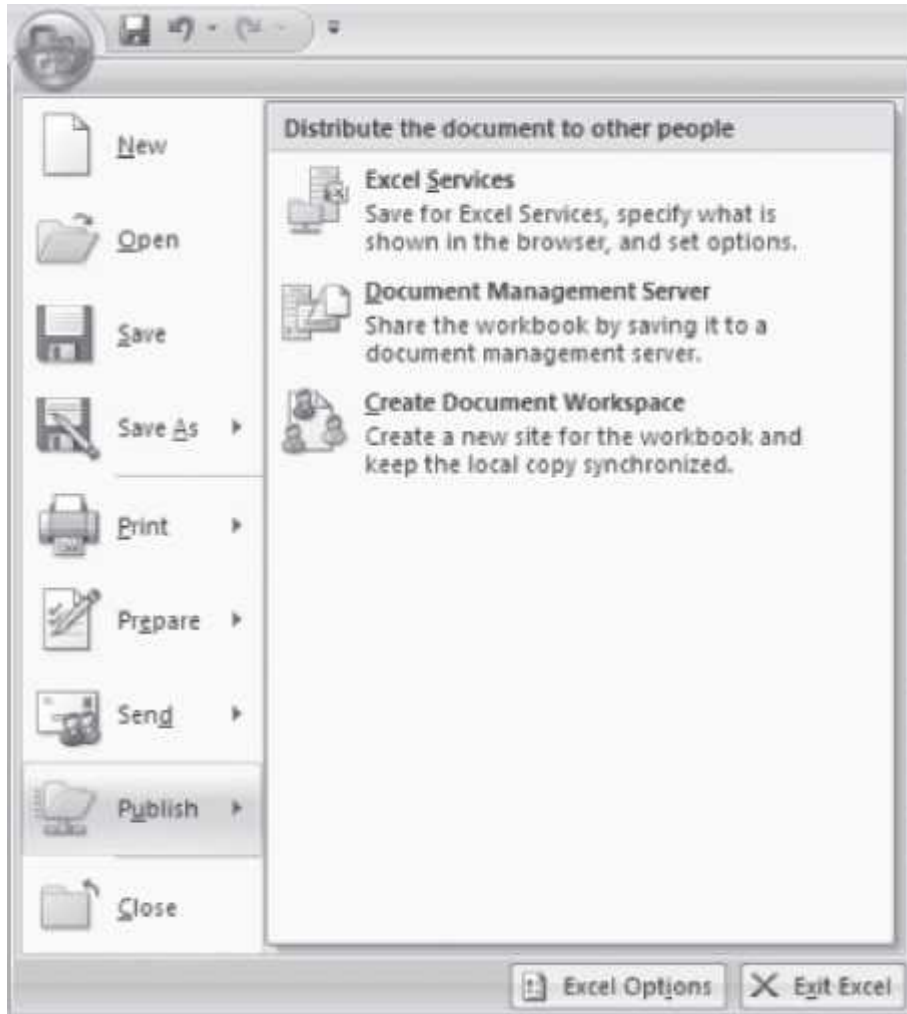 New
Open
Save
Save As
Print
Prepare
Send
Publish
Close
Distribute the document to other people
Excel Services
Save for Excel Services, specify what is
shown in the browser, and set options.
Document Management Server
Share the workbook by saving it to a
document management server.
Create Document Workspace
Create a new site for the workbook and
keep the local copy synchronized.
Excel Options
Exit Excel